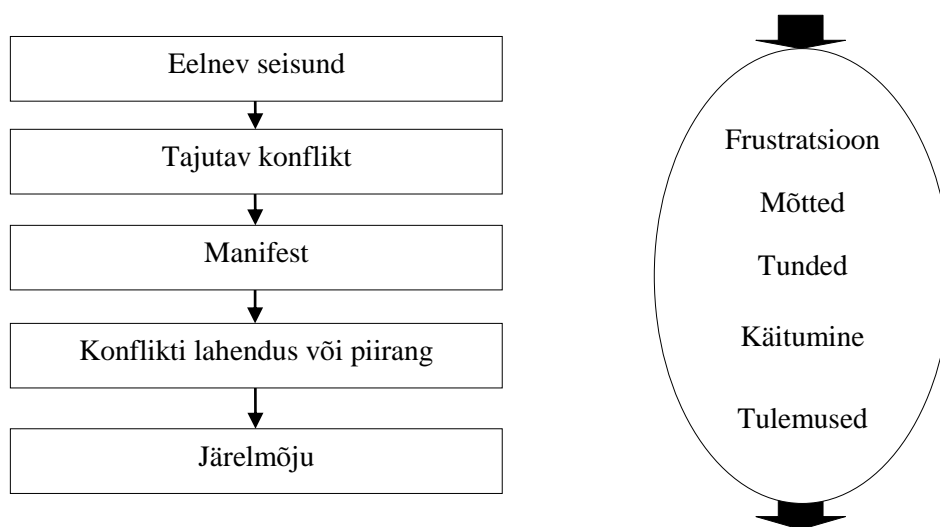 Eelnev seisund
Tajutav konflikt
Manifest
Konflikti lahendus või piirang
Järelmõju
Frustratsioon
Mõtted
Tunded
Käitumine
Tulemused